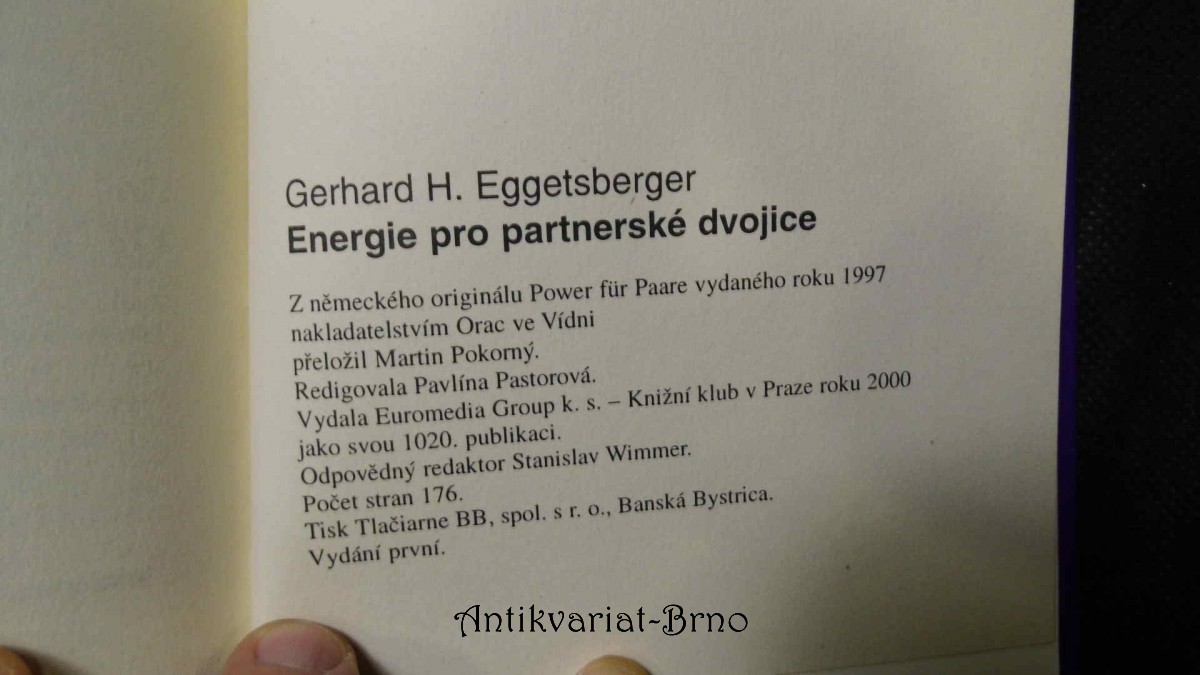 Gerhard H. Eggetsberger
Energie pro partnerské dvojice
Z německého originálu Power für Paare vydaného roku 1997
nakladatelstvím Orac ve Vídni
přeložil Martin Pokorný.
Redigovala Pavlína Pastorová.
Vydala Euromedia Group k. s. – Knižní klub v Praze roku 2000
jako svou 1020. publikaci.
Odpovědný redaktor Stanislav Wimmer.
Počet stran 176.
Tisk Tlačiarne BB, spol. s r. o., Banská Bystrica.
Vydání první.
Antikvariat-Brno